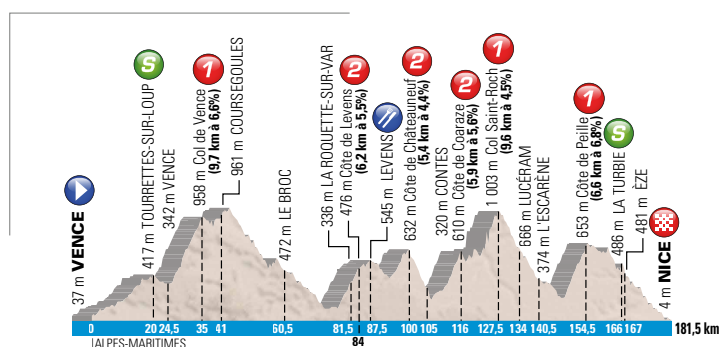 37 m VENCE
S
417 m TOURRETTES-SUR-LOUP
342 m VENCE
1
958 m Col de Vence
(9,7 km à 6,6%)
961 m COURSEGOULES
472 m LE BROC
336 m LA ROQUETTE-SUR-VAR
2
476 m Côte de Levens
(6,2 km à 5,5%)
545 m LEVENS
2
632 m Côte de Châteauneuf
(5,4 km à 4,4%)
320 m CONTES
2
610 m Côte de Coaraze
(5,9 km à 5,6%)
1
1 003 m Col Saint-Roch
(9,6 km à 4,5%)
666 m LUCÉRAM
374 m L'ESCARÈNE
1
653 m Côte de Peille
(6,6 km à 6,8%)
S
486 m LA TURBIE
481 m ÈZE
4 m NICE
0 20 24,5 35 41 60,5 81,5 87,5 100 105 116 127,5 134 140,5 154,5 166 167 181,5 km
84
ALPES-MARITIMES